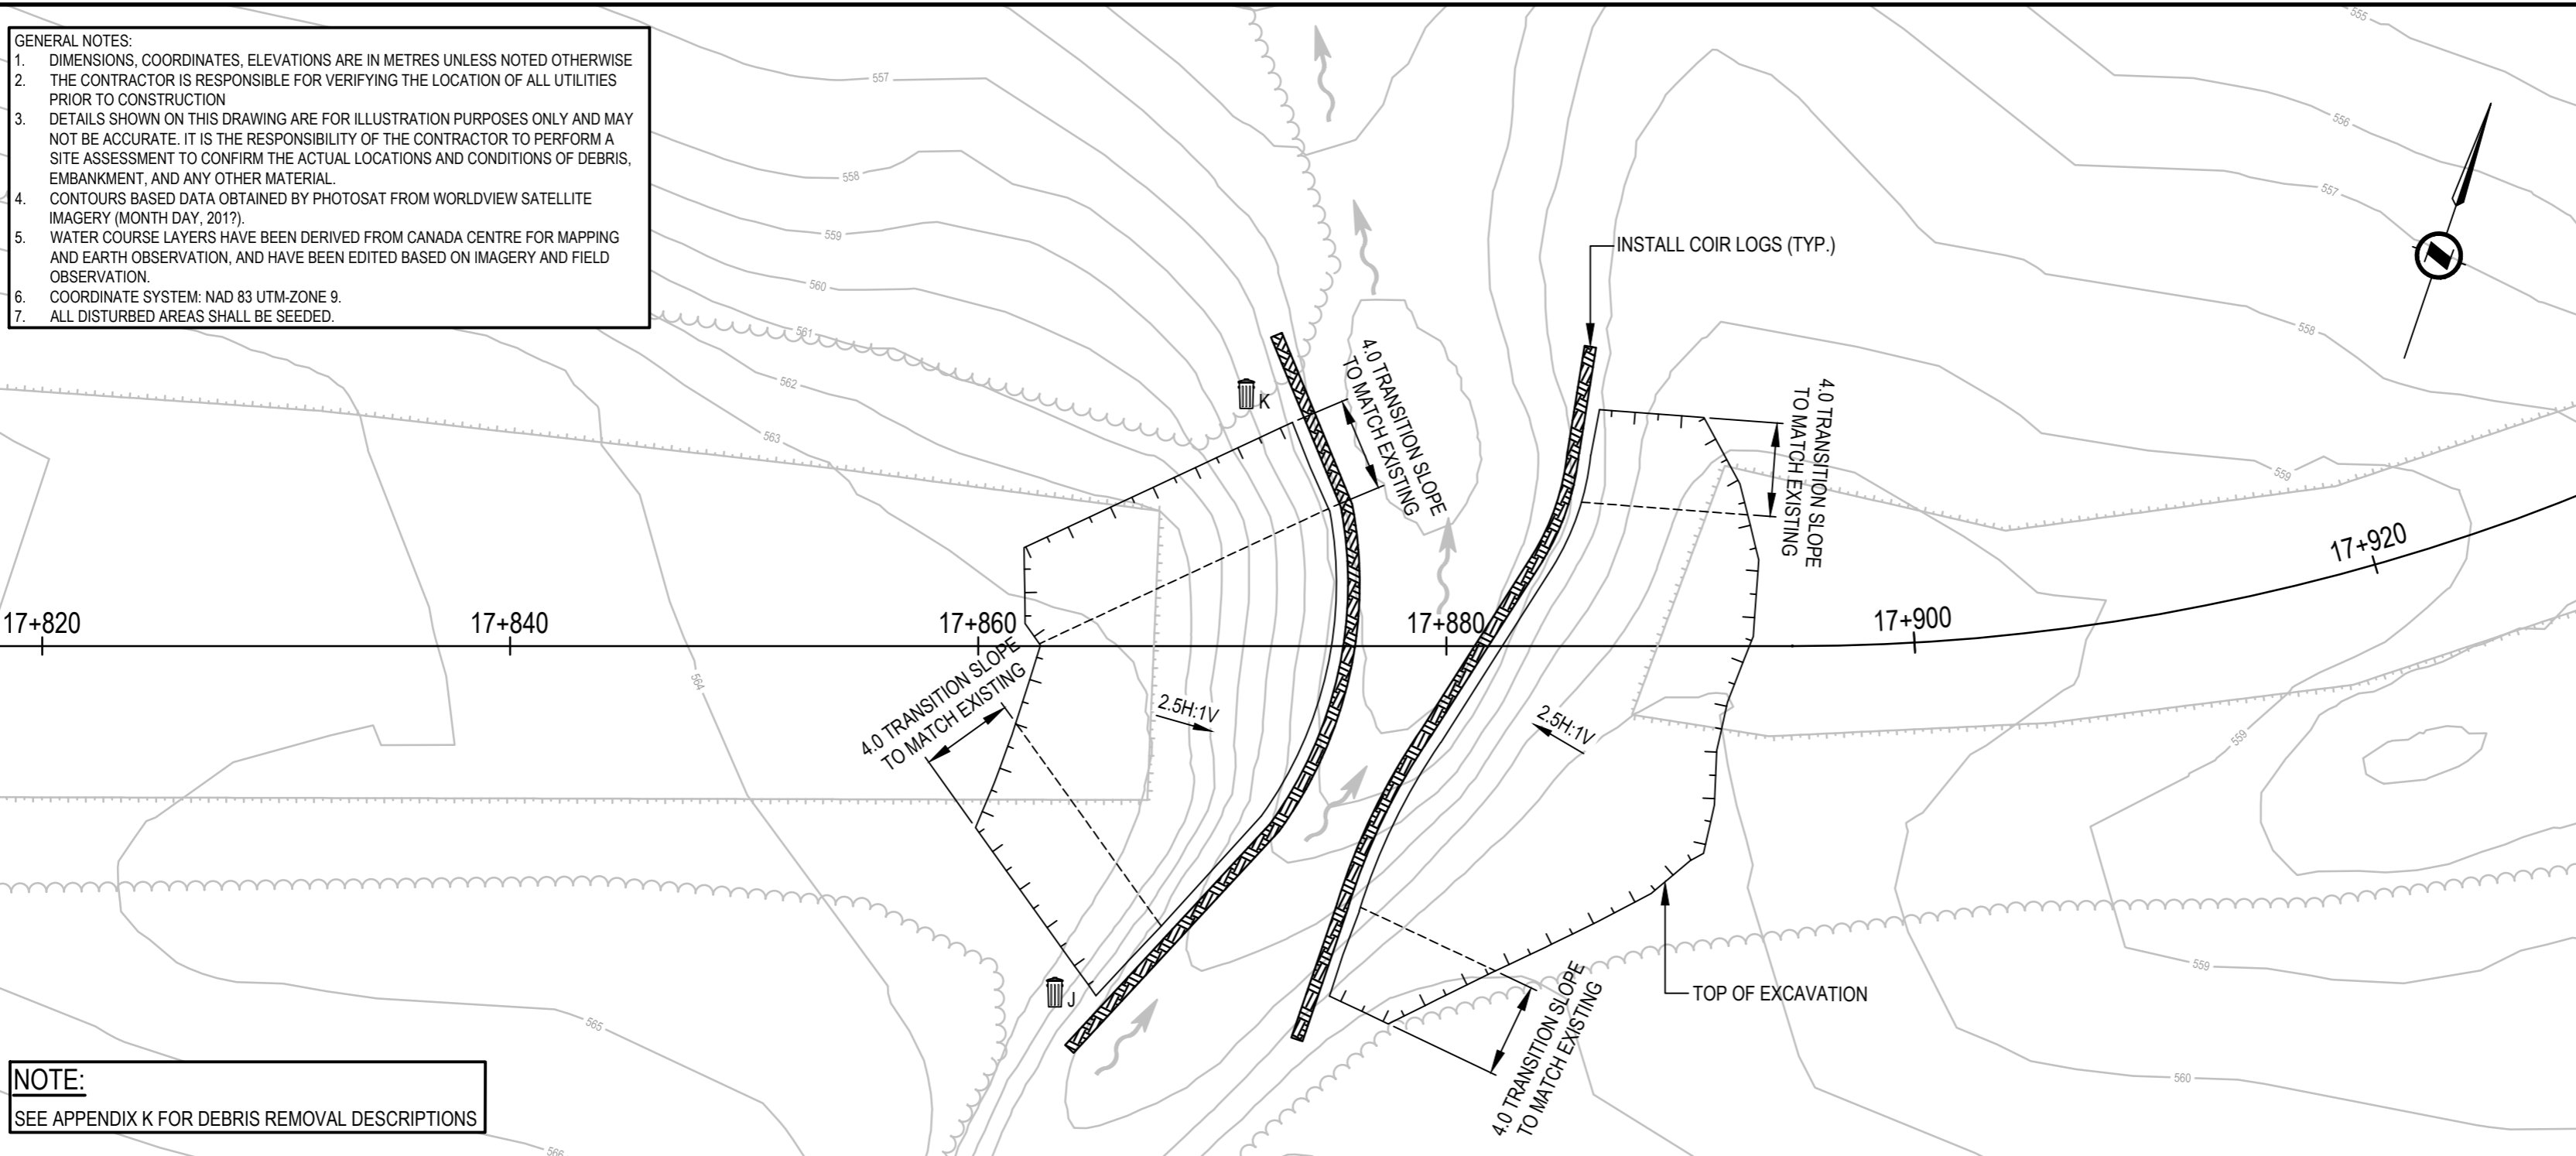 GENERAL NOTES:
1. DIMENSIONS, COORDINATES, ELEVATIONS ARE IN METRES UNLESS NOTED OTHERWISE
2. THE CONTRACTOR IS RESPONSIBLE FOR VERIFYING THE LOCATION OF ALL UTILITIES
PRIOR TO CONSTRUCTION
3. DETAILS SHOWN ON THIS DRAWING ARE FOR ILLUSTRATION PURPOSES ONLY AND MAY
NOT BE ACCURATE. IT IS THE RESPONSIBILITY OF THE CONTRACTOR TO PERFORM A
SITE ASSESSMENT TO CONFIRM THE ACTUAL LOCATIONS AND CONDITIONS OF DEBRIS,
EMBANKMENT, AND ANY OTHER MATERIAL.
4. CONTOURS BASED DATA OBTAINED BY PHOTOSAT FROM WORLDVIEW SATELLITE
IMAGERY (MONTH DAY, 201?).
5. WATER COURSE LAYERS HAVE BEEN DERIVED FROM CANADA CENTRE FOR MAPPING
AND EARTH OBSERVATION, AND HAVE BEEN EDITED BASED ON IMAGERY AND FIELD
OBSERVATION.
6. COORDINATE SYSTEM: NAD 83 UTM-ZONE 9.
7. ALL DISTURBED AREAS SHALL BE SEEDED.
555
557
556
558
557
559
INSTALL COIR LOGS (TYP.)
560
561
558
562
K
4.0 TRANSITION SLOPE
TO MATCH EXISTING
4.0 TRANSITION SLOPE
TO MATCH EXISTING
563
559
17+820
17+840
17+860
17+880
17+900
17+920
564
4.0 TRANSITION SLOPE
TO MATCH EXISTING
2.5H:1V
2.5H:1V
559
559
J
TOP OF EXCAVATION
565
4.0 TRANSITION SLOPE
TO MATCH EXISTING
560
566
NOTE:
SEE APPENDIX K FOR DEBRIS REMOVAL DESCRIPTIONS